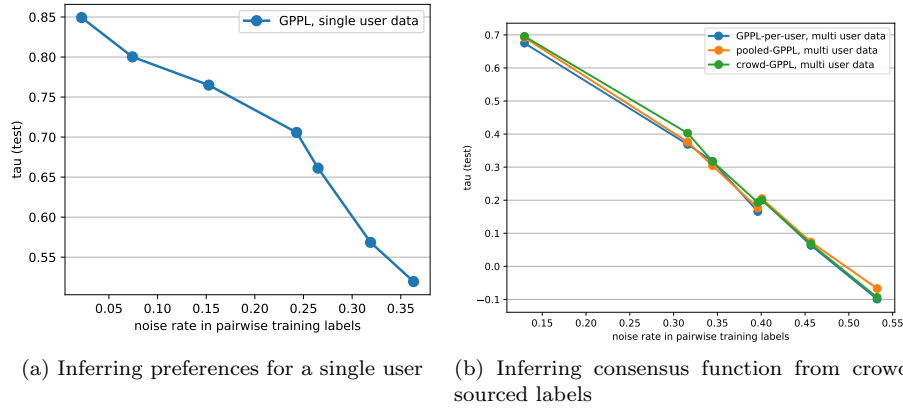 0.85
0.80
0.75
0.70
0.65
0.60
0.55
tau (test)
GPPL, single user data
0.05 0.10 0.15 0.20 0.25 0.30 0.35
noise rate in pairwise training labels
(a) Inferring preferences for a single user
0.7
0.6
0.5
0.4
0.3
0.2
0.1
0.0
−0.1
tau (test)
GPPL-per-user, multi user data
pooled-GPPL, multi user data
crowd-GPPL, multi user data
0.15 0.20 0.25 0.30 0.35 0.40 0.45 0.50 0.55
noise rate in pairwise training labels
(b) Inferring consensus function from crowd
sourced labels